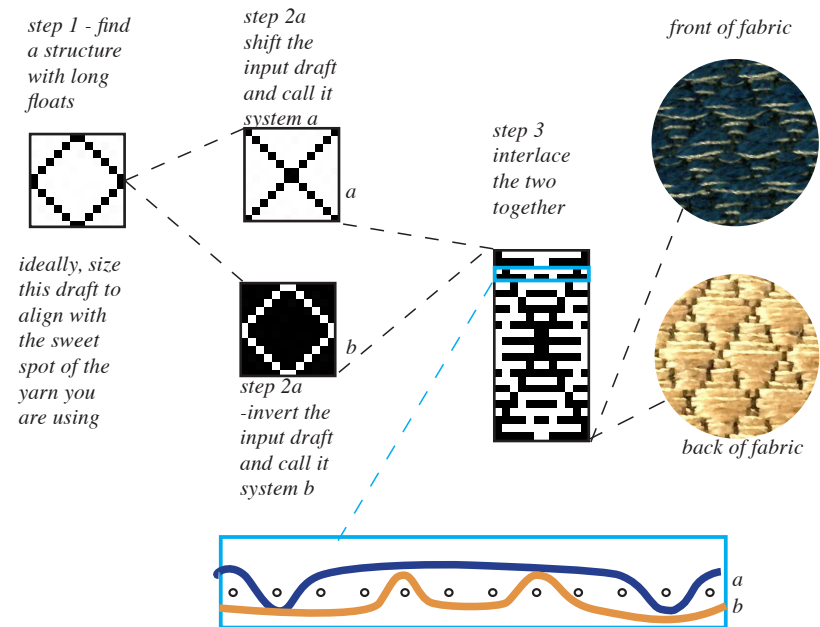 step 1 - find
a structure
with long
floats
step 2a
shift the
input draft
and call it
system a
a
ideally, size
this draft to
align with
the sweet
spot of the
yarn you
are using
b
step 2a
-invert the
input draft
and call it
system b
step 3
interlace
the two
together
front of fabric
back of fabric
a
b